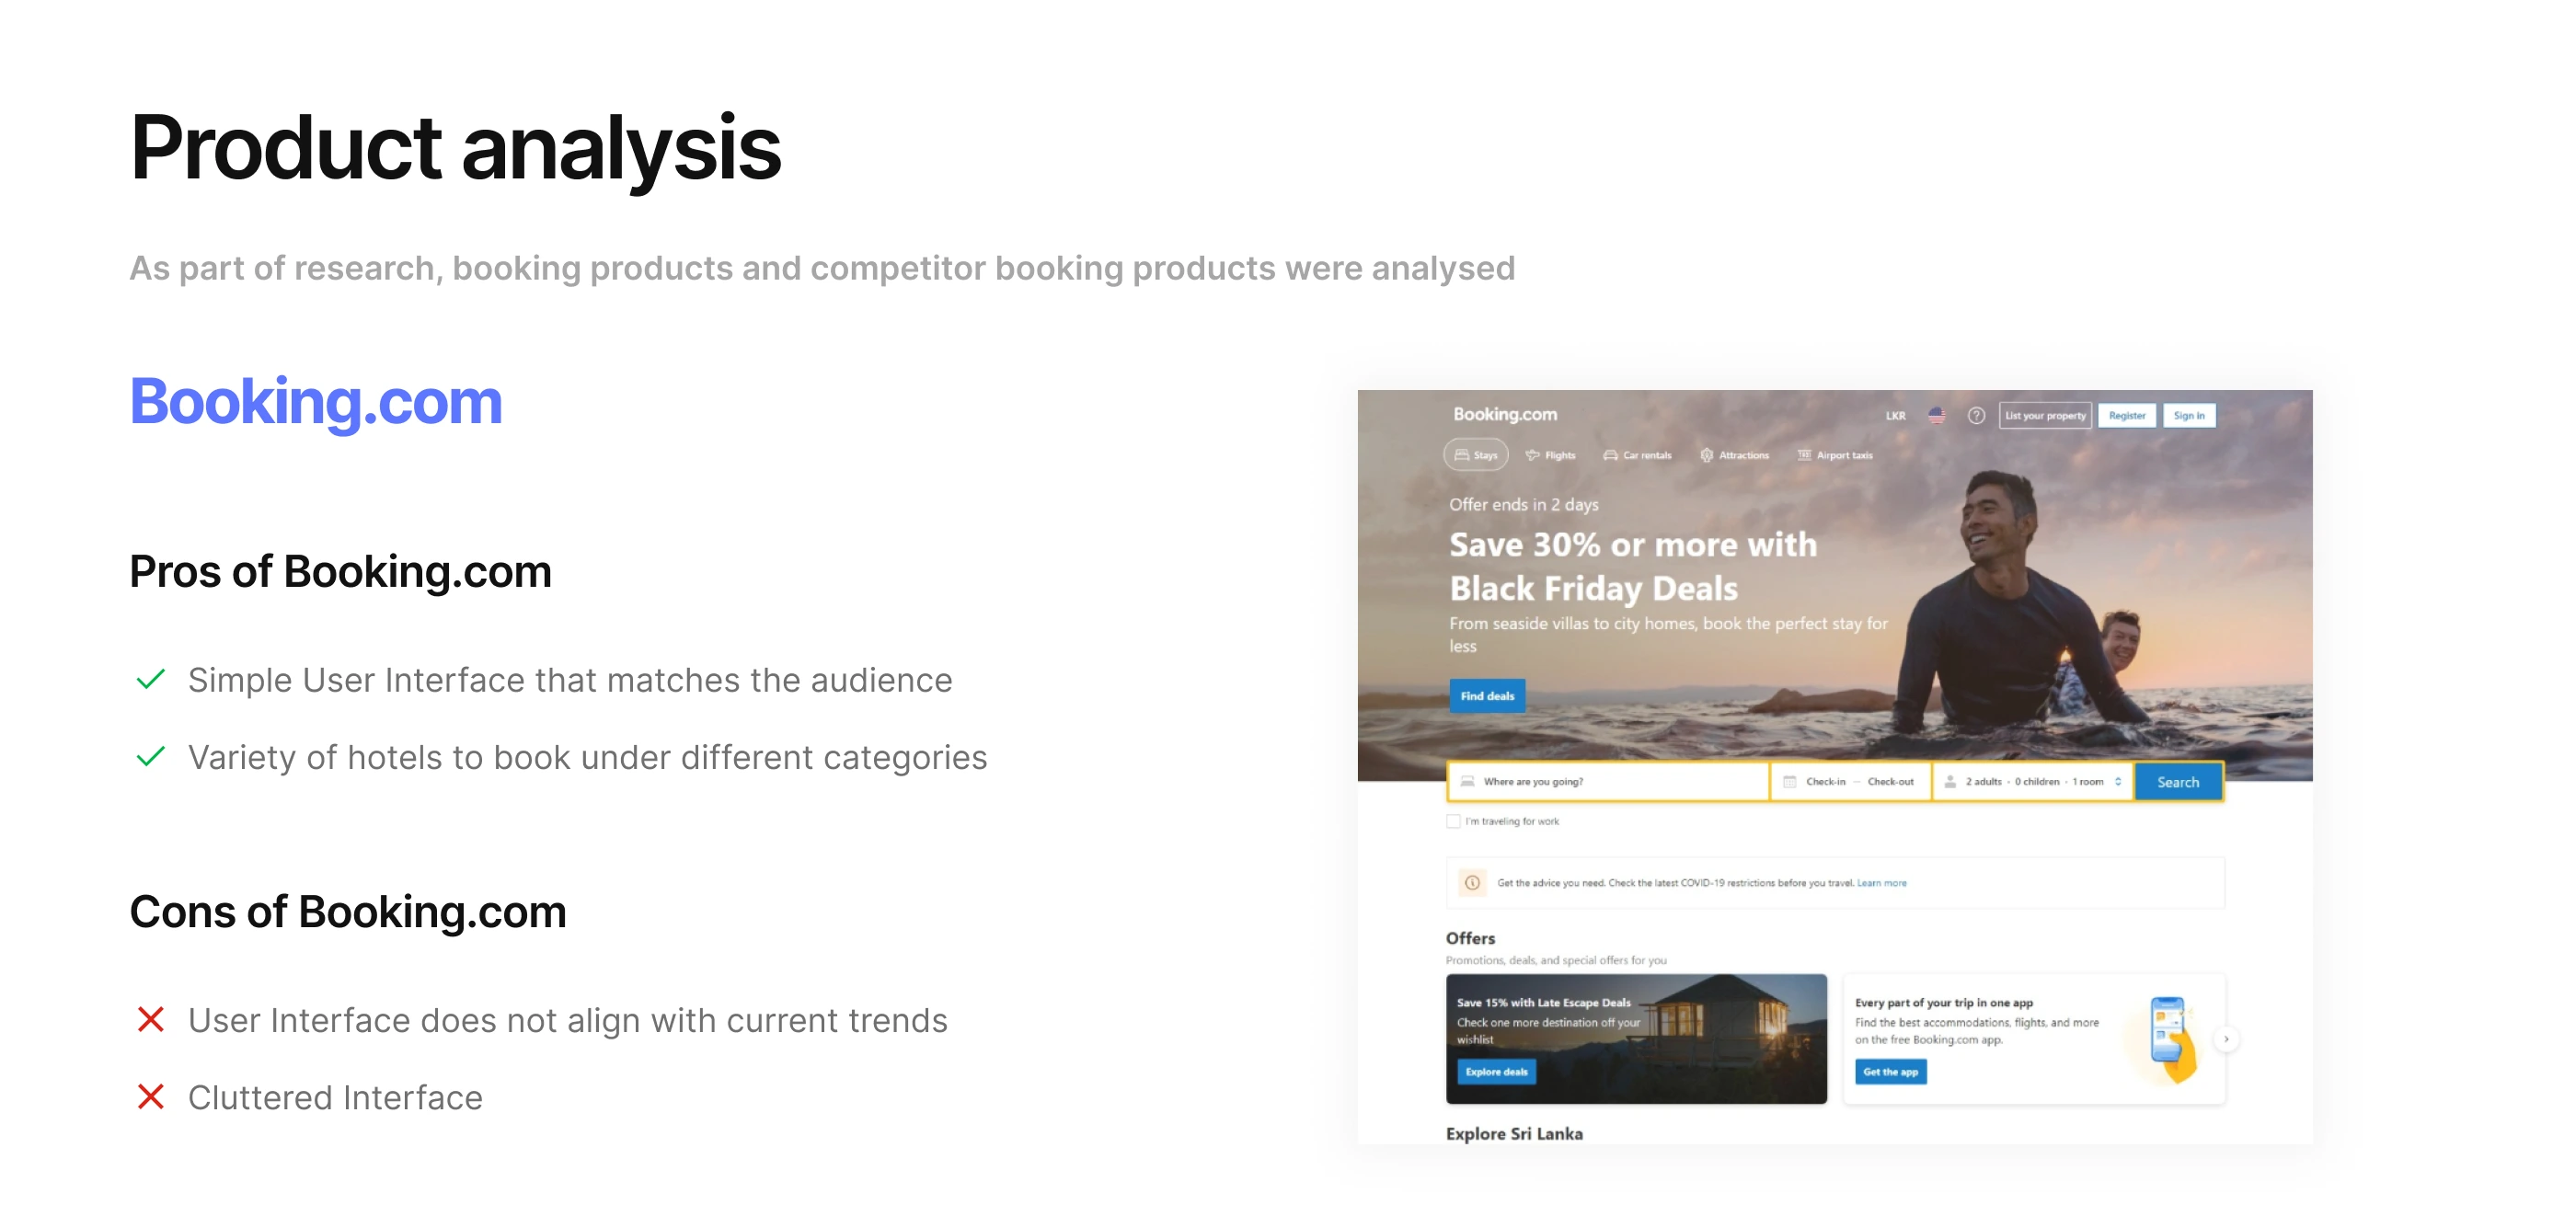 Product analysis
As part of research, booking products and competitor booking products were analysed
Booking.com
Pros of Booking.com
Simple User Interface that matches the audience
Variety of hotels to book under different categories
Cons of Booking.com
User Interface does not align with current trends
Cluttered Interface
Booking.com
LKR
List your property
Register
Sign in
Stays
Flights
Car rentals
Attractions
Airport taxis
Offer ends in 2 days
Save 30% or more with
Black Friday Deals
From seaside villas to city homes, book the perfect stay for
less
Find deals
Where are you going?
Check-in — Check-out
2 adults · 0 children · 1 room
Search
I'm traveling for work
Get the advice you need. Check the latest COVID-19 restrictions before you travel. Learn more
Offers
Promotions, deals, and special offers for you
Save 15% with Late Escape Deals
Check one more destination off your
wishlist
Explore deals
Every part of your trip in one app
Find the best accommodations, flights, and more
on the free Booking.com app.
Get the app
Explore Sri Lanka